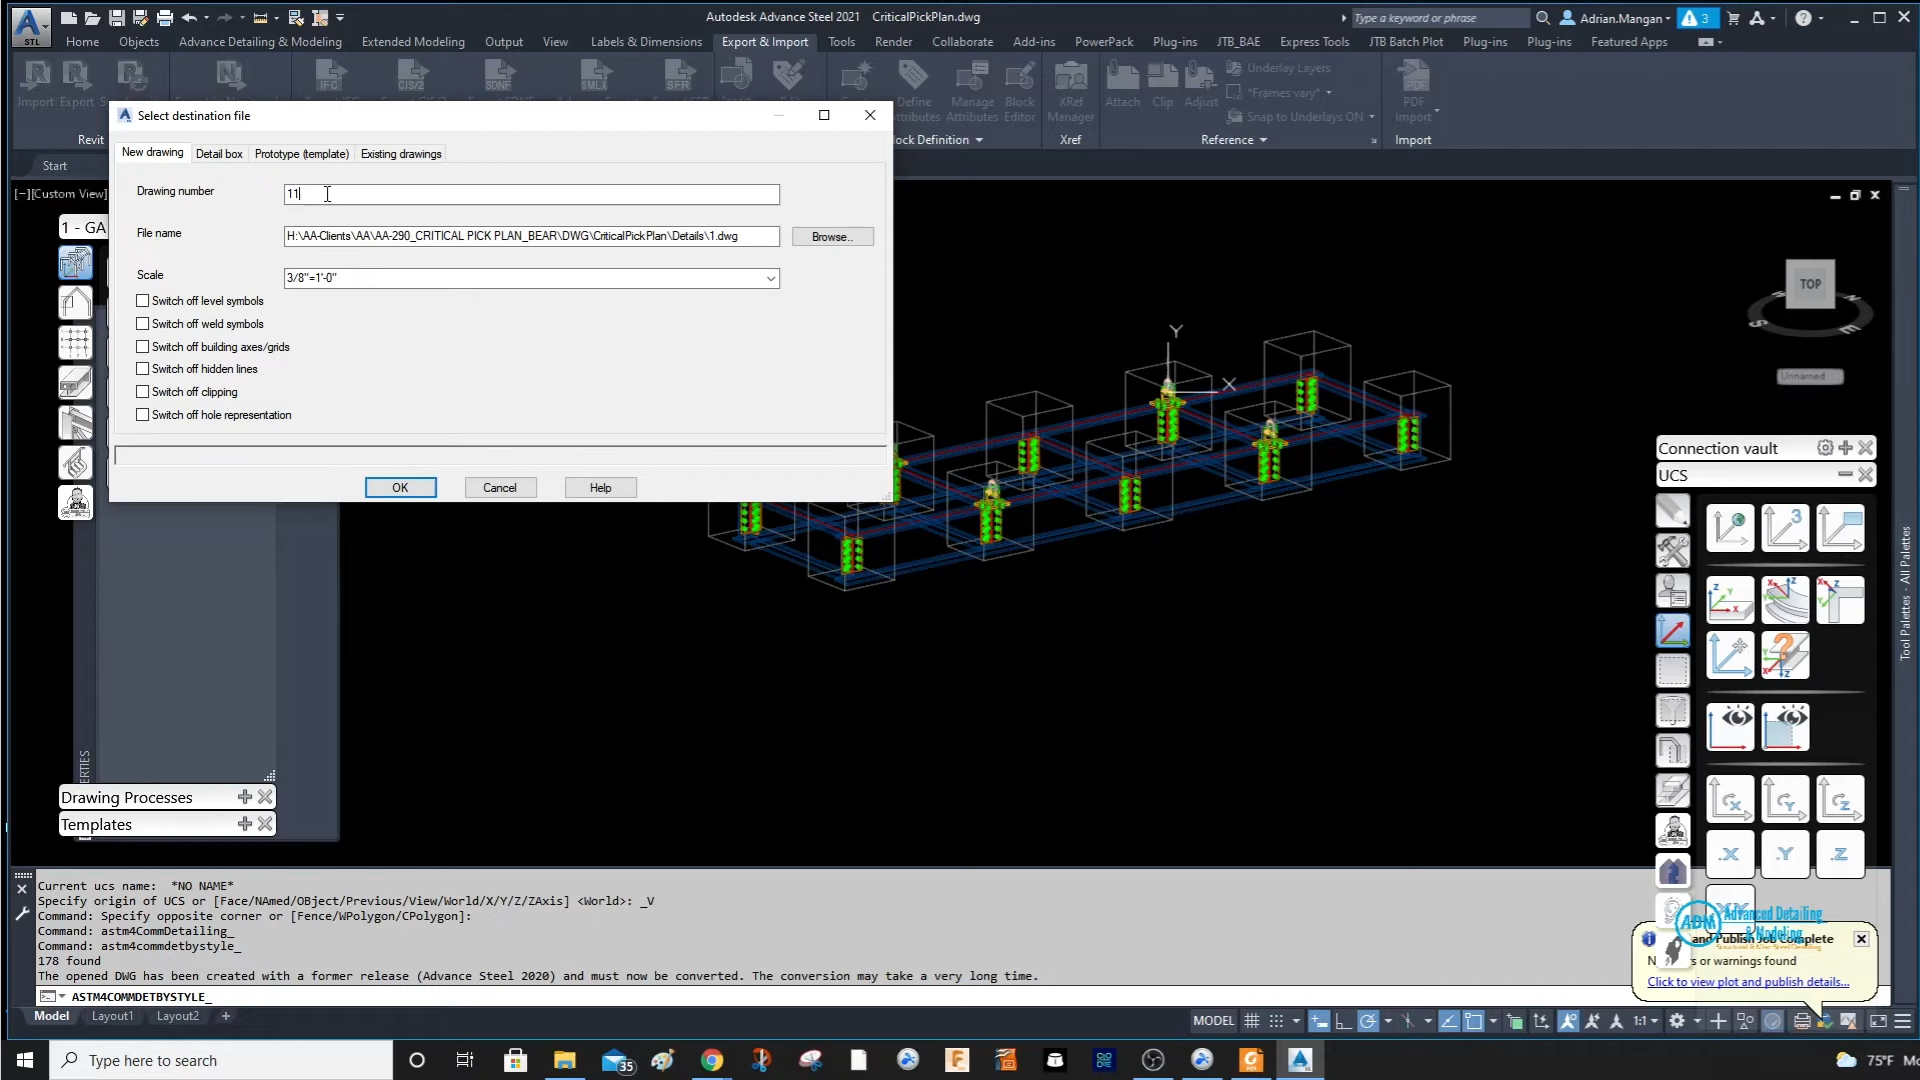 Autodesk Advance Steel 2021 CriticalPickPlan.dwg
Type a keyword or phrase
Adrian.Mangan
3
STL
Home Objects Advance Detailing & Modeling Extended Modeling Output View Labels & Dimensions Export & Import Tools Render Collaborate Add-ins PowerPack Plug-ins JTB_BAE Express Tools JTB Batch Plot Plug-ins Plug-ins Featured Apps
IFC CIS/2 SDNF SMLX SFR
Import Export
Define
Manage
Block
Editor
XRef
Manager
Attach Clip Adjust
Underlay Layers
*Frames vary*
Snap to Underlays ON
PDF
Import
Revit
Block Definition
Xref
Reference
Import
Start
Select destination file
New drawing Detail box Prototype (template) Existing drawings
Drawing number
11
File name
H:\AA-Clients\AA\AA-290_CRITICAL PICK PLAN_BEAR\DWG\CriticalPickPlan\Details\1.dwg
Browse..
Scale
3/8"=1'-0"
Switch off level symbols
Switch off weld symbols
Switch off building axes/grids
Switch off hidden lines
Switch off clipping
Switch off hole representation
OK Cancel Help
[−][Custom View]
1 - GA
TOP
N
S
E
Unnamed
Y
X
Connection vault
UCS
Tool Palettes - All Palettes
Drawing Processes
Templates
Current ucs name: *NO NAME*
Specify origin of UCS or [Face/NAmed/OBject/Previous/View/World/X/Y/Z/ZAxis] <World>: _V
Command: Specify opposite corner or [Fence/WPolygon/CPolygon]:
Command: astm4CommDetailing_
Command: astm4commdetbystyle_
178 found
The opened DWG has been created with a former release (Advance Steel 2020) and must now be converted. The conversion may take a very long time.
ASTM4COMMDETBYSTYLE_
Model Layout1 Layout2
.X .Y .Z
ADM Advanced Detailing
& Modeling
and Publish Job Complete
or warnings found
Click to view plot and publish details...
MODEL
1:1
Type here to search
35
75°F